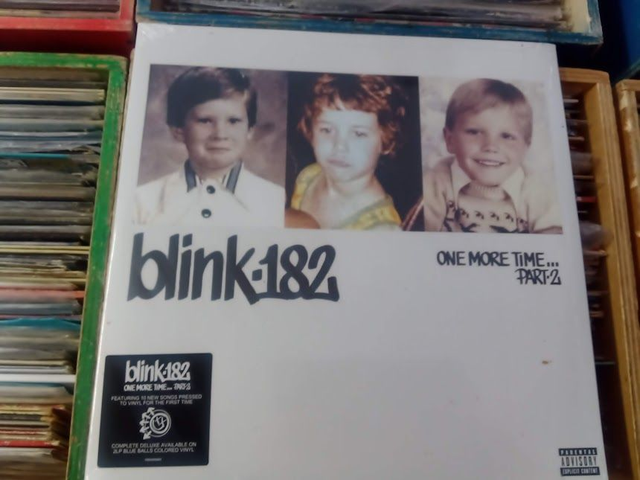 blink-182
ONE MORE TIME...
PART-2
blink-182
ONE MORE TIME... PART-2
FEATURING 10 NEW SONGS PRESSED
TO VINYL FOR THE FIRST TIME
COMPLETE DELUXE AVAILABLE ON
2LP BLUE BALLS COLORED VINYL
PARENTAL
ADVISORY
EXPLICIT CONTENT